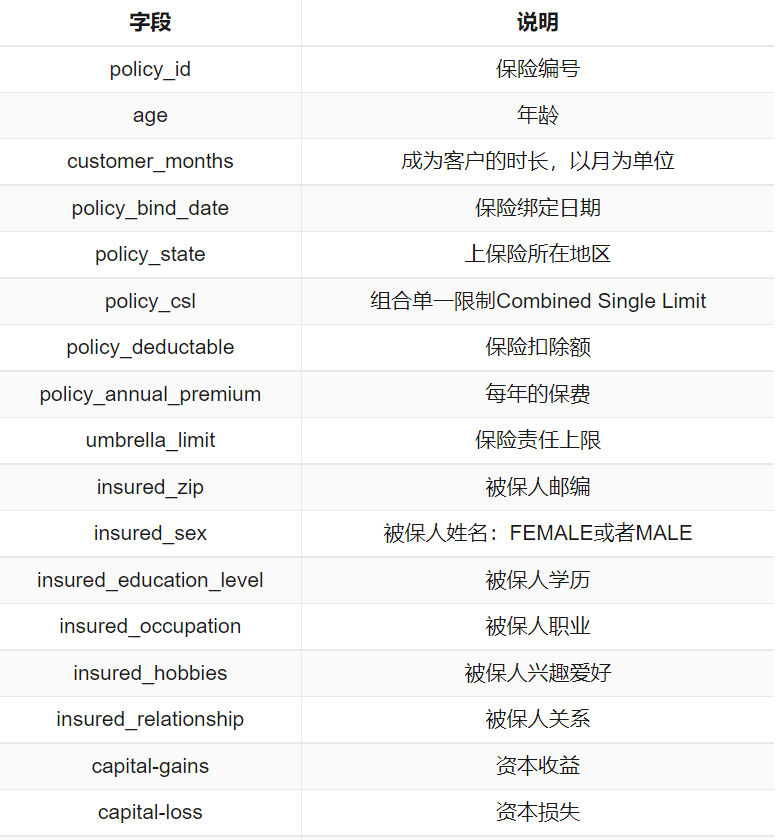 字段 说明
policy_id 保险编号
age 年龄
customer_months 成为客户的时长，以月为单位
policy_bind_date 保险绑定日期
policy_state 上保险所在地区
policy_csl 组合单一限制Combined Single Limit
policy_deductable 保险扣除额
policy_annual_premium 每年的保费
umbrella_limit 保险责任上限
insured_zip 被保人邮编
insured_sex 被保人姓名：FEMALE或者MALE
insured_education_level 被保人学历
insured_occupation 被保人职业
insured_hobbies 被保人兴趣爱好
insured_relationship 被保人关系
capital-gains 资本收益
capital-loss 资本损失